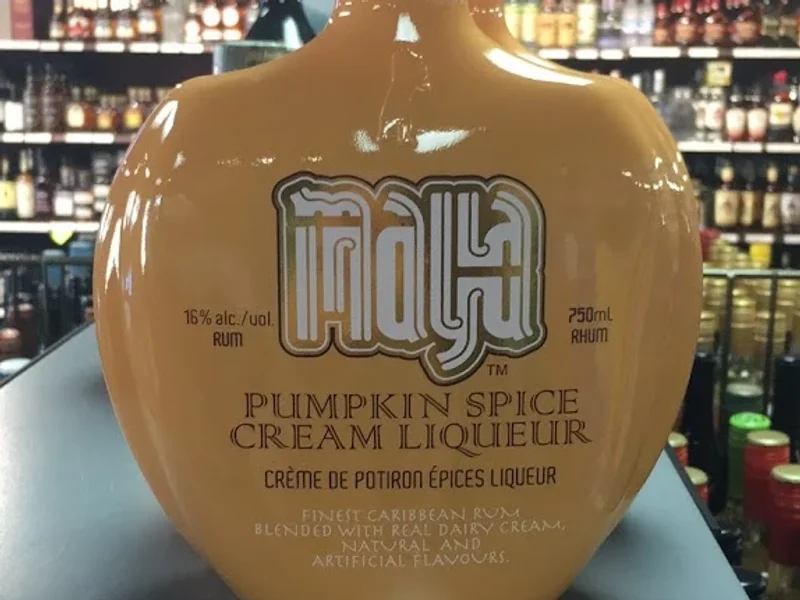 maya
16% alc./vol.
RUM
750mL
RHUM
TM
PUMPKIN SPICE
CREAM LIQUEUR
CRÈME DE POTIRON ÉPICES LIQUEUR
FINEST CARIBBEAN RUM
BLENDED WITH REAL DAIRY CREAM,
NATURAL AND
ARTIFICIAL FLAVOURS.